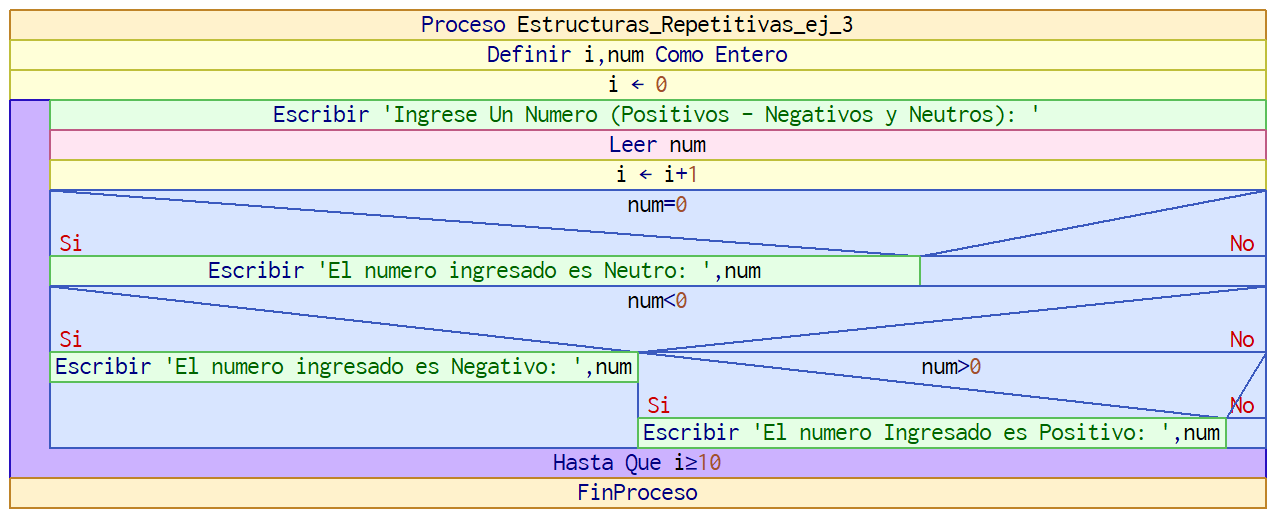 Proceso Estructuras_Repetitivas_ej_3
Definir i,num Como Entero
i ← 0
Escribir 'Ingrese Un Numero (Positivos - Negativos y Neutros): '
Leer num
i ← i+1
num=0
Si No
Escribir 'El numero ingresado es Neutro: ',num
num<0
Si No
Escribir 'El numero ingresado es Negativo: ',num
num>0
Si No
Escribir 'El numero Ingresado es Positivo: ',num
Hasta Que i≥10
FinProceso